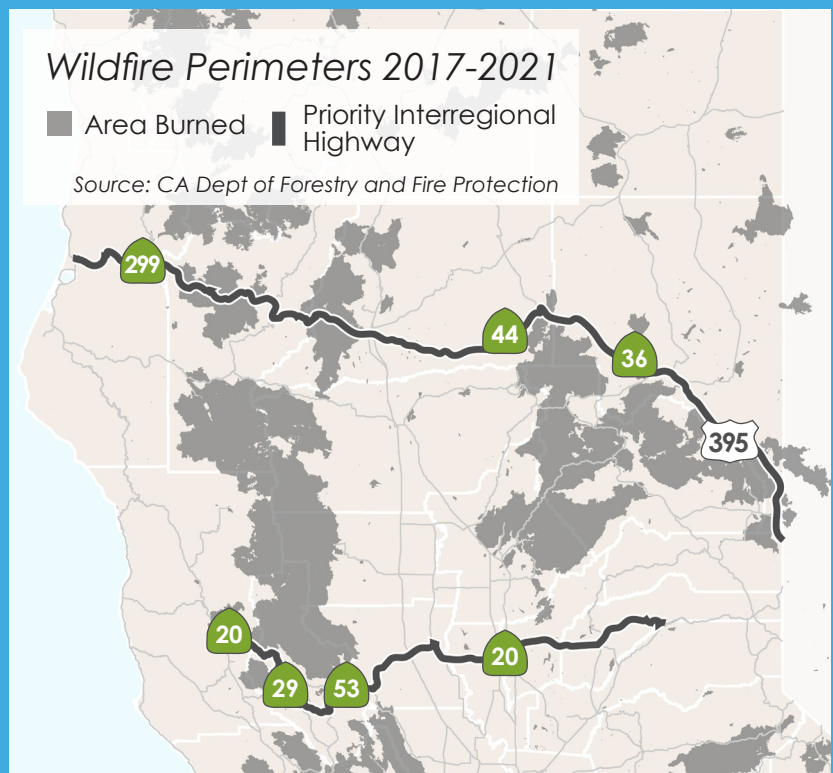 Wildfire Perimeters 2017-2021
Area Burned
Priority Interregional
Highway
Source: CA Dept of Forestry and Fire Protection
299
44
36
395
20
20
29
53